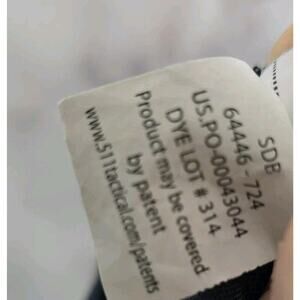 SDB
64446 - 724
US.PO-00043044
DYE LOT # 314
Product may be covered
by patent
www.511tactical.com/patents